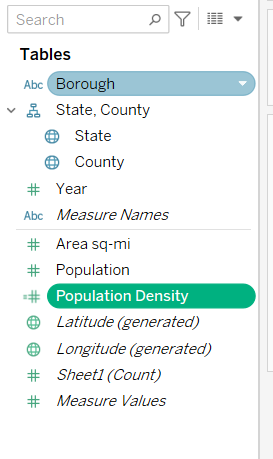 Search
Tables
Abc Borough
State, County
State
County
# Year
Abc Measure Names
# Area sq-mi
# Population
=# Population Density
Latitude (generated)
Longitude (generated)
# Sheet1 (Count)
# Measure Values